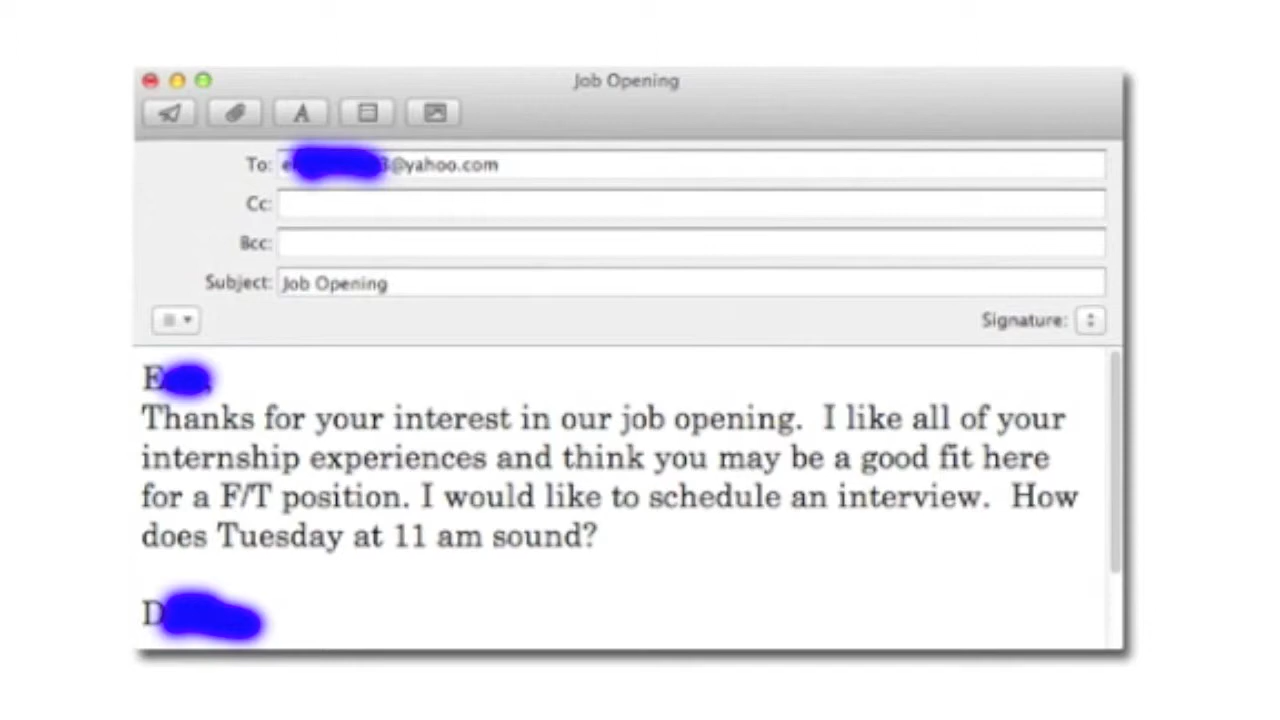 Job Opening
To: @yahoo.com
Cc:
Bcc:
Subject: Job Opening
Signature:
E
Thanks for your interest in our job opening.  I like all of your
internship experiences and think you may be a good fit here
for a F/T position. I would like to schedule an interview.  How
does Tuesday at 11 am sound?
D